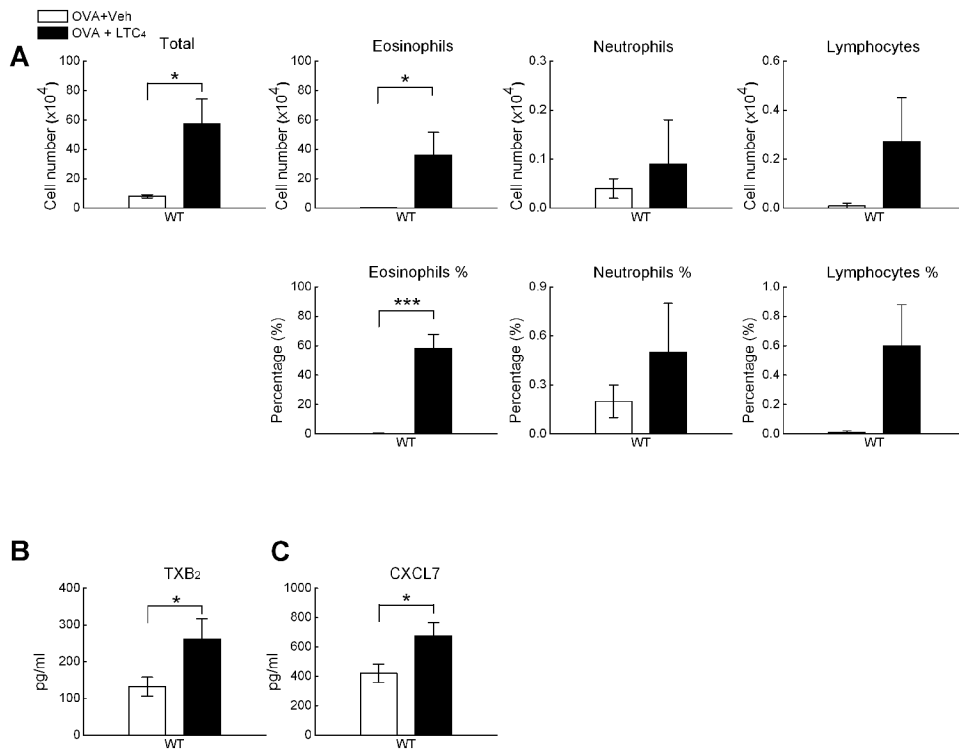 OVA+Veh
OVA + LTC₄
A
Total
Eosinophils
Neutrophils
Lymphocytes
Cell number (x10⁴)
100
80
60
40
20
0
*
WT
Cell number (x10⁴)
100
80
60
40
20
0
*
WT
Cell number (x10⁴)
0.3
0.2
0.1
0.0
WT
Cell number (x10⁴)
0.6
0.4
0.2
0.0
WT
Eosinophils %
Neutrophils %
Lymphocytes %
Percentage (%)
100
80
60
40
20
0
***
WT
Percentage (%)
0.9
0.6
0.3
0.0
WT
Percentage (%)
1.0
0.8
0.6
0.4
0.2
0.0
WT
B
TXB₂
pg/ml
400
300
200
100
0
*
WT
C
CXCL7
pg/ml
1000
800
600
400
200
0
*
WT